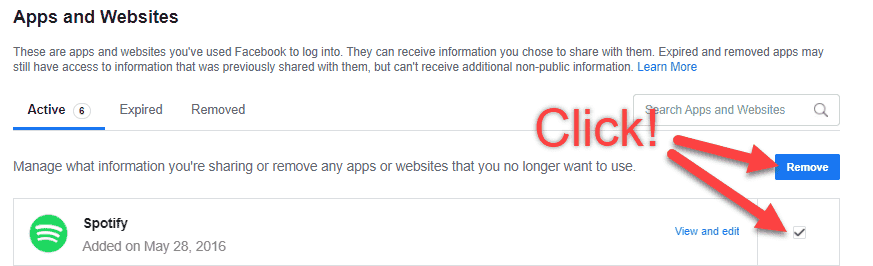 Apps and Websites
These are apps and websites you've used Facebook to log into. They can receive information you chose to share with them. Expired and removed apps may
still have access to information that was previously shared with them, but can't receive additional non-public information. Learn More
Active 6 Expired Removed
Search Apps and Websites
Click!
Manage what information you're sharing or remove any apps or websites that you no longer want to use.
Remove
Spotify
Added on May 28, 2016
View and edit